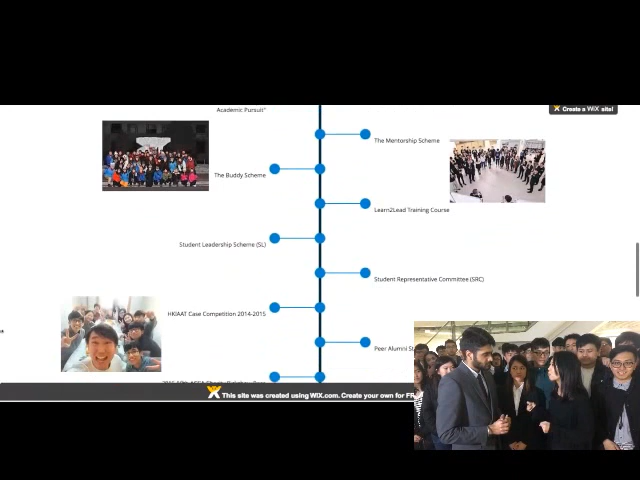 Academic Pursuit"
Create a WiX site!
The Mentorship Scheme
The Buddy Scheme
Learn2Lead Training Course
Student Leadership Scheme (SL)
Student Representative Committee (SRC)
HKIAAT Case Competition 2014-2015
Peer Alumni
This site was created using WIX.com. Create your own for